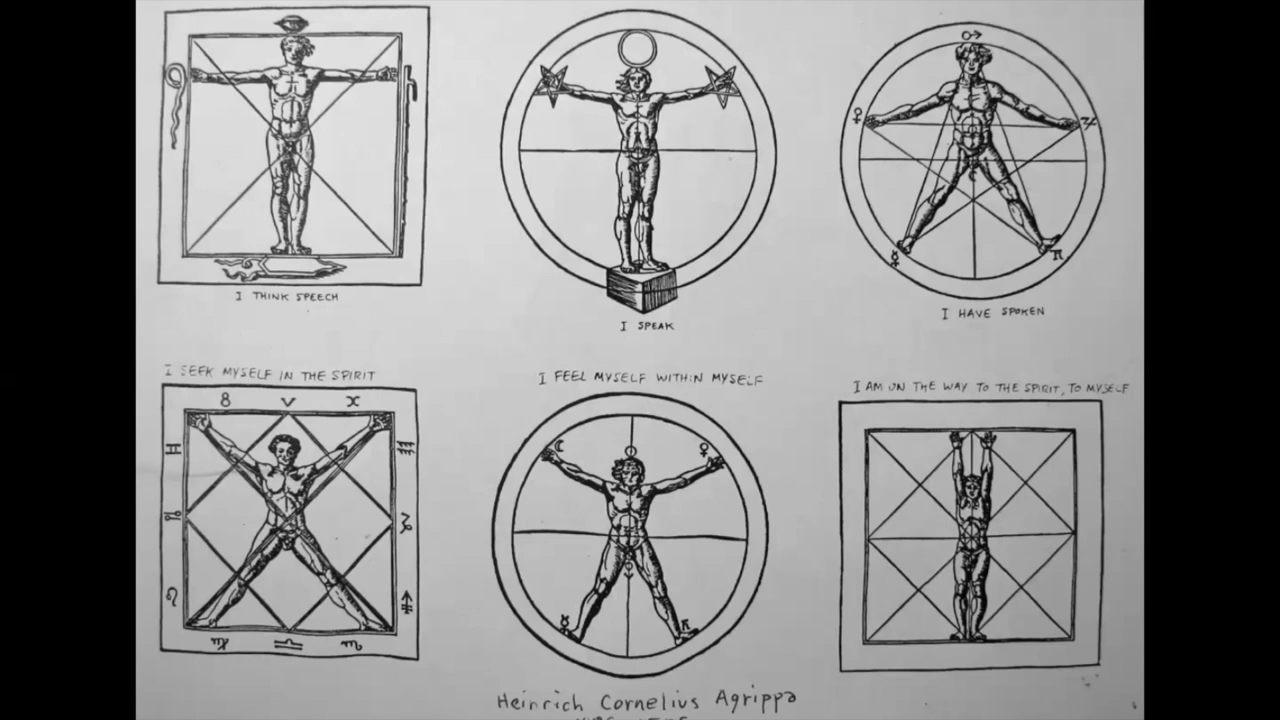 I THINK SPEECH
I SPEAK
I HAVE SPOKEN
I SEEK MYSELF IN THE SPIRIT
I FEEL MYSELF WITHIN MYSELF
I AM ON THE WAY TO THE SPIRIT, TO MYSELF
Heinrich Cornelius Agrippa